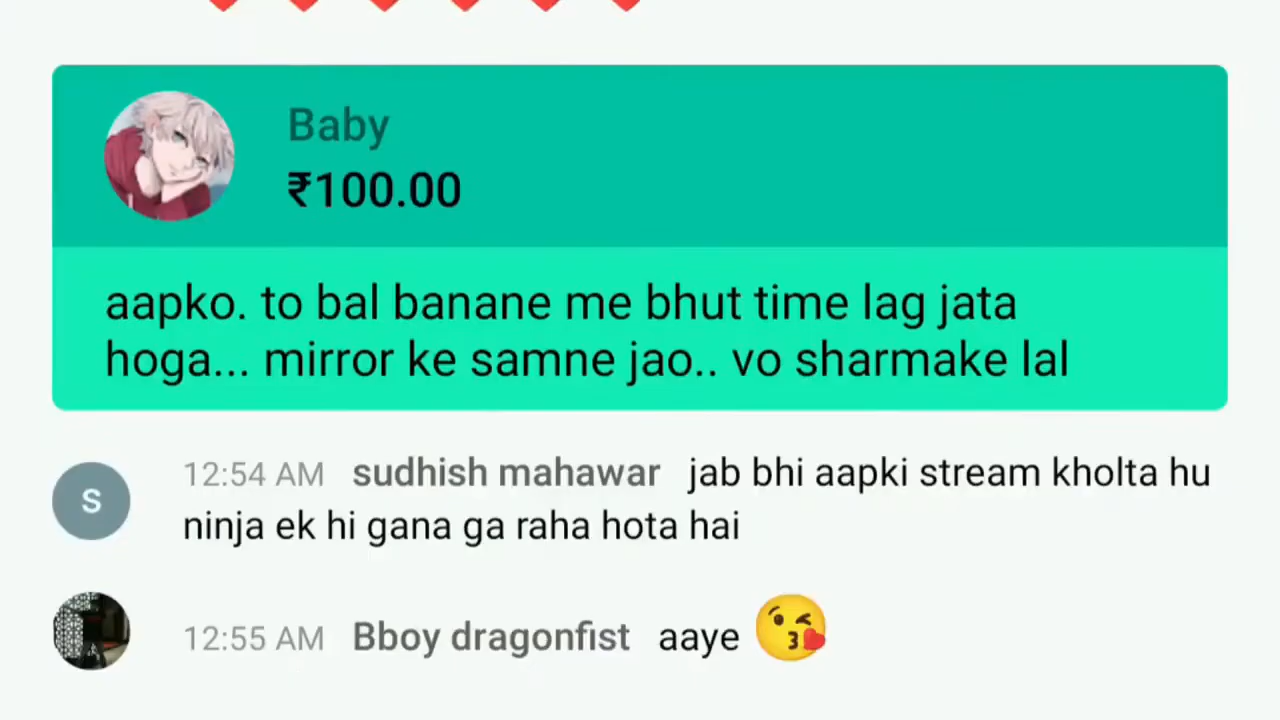 Baby
₹100.00
aapko. to bal banane me bhut time lag jata
hoga... mirror ke samne jao.. vo sharmake lal
S
12:54 AM sudhish mahawar jab bhi aapki stream kholta hu
ninja ek hi gana ga raha hota hai
12:55 AM Bboy dragonfist aaye 😘